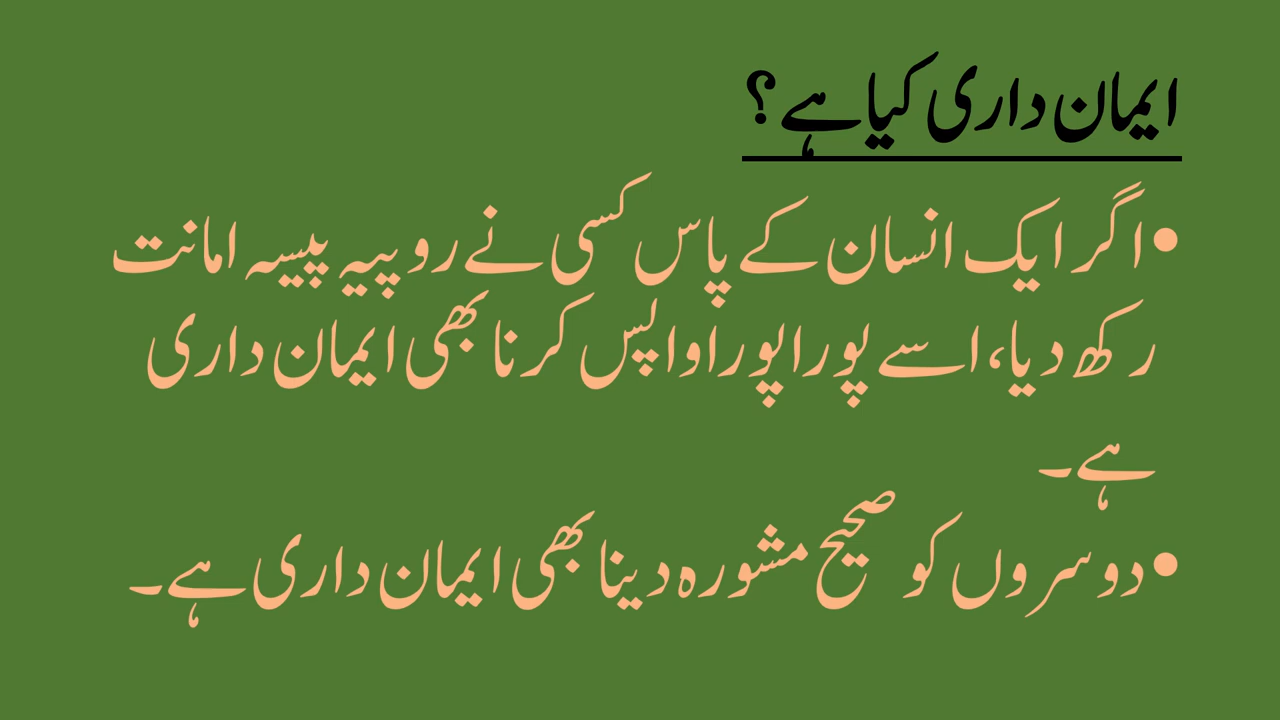 ایمان داری کیا ہے؟
•اگر ایک انسان کے پاس کسی نے روپیہ پیسہ امانت
رکھ دیا، اسے پورا پورا واپس کرنا بھی ایمان داری
ہے۔
•دوسروں کو صحیح مشورہ دینا بھی ایمان داری ہے۔